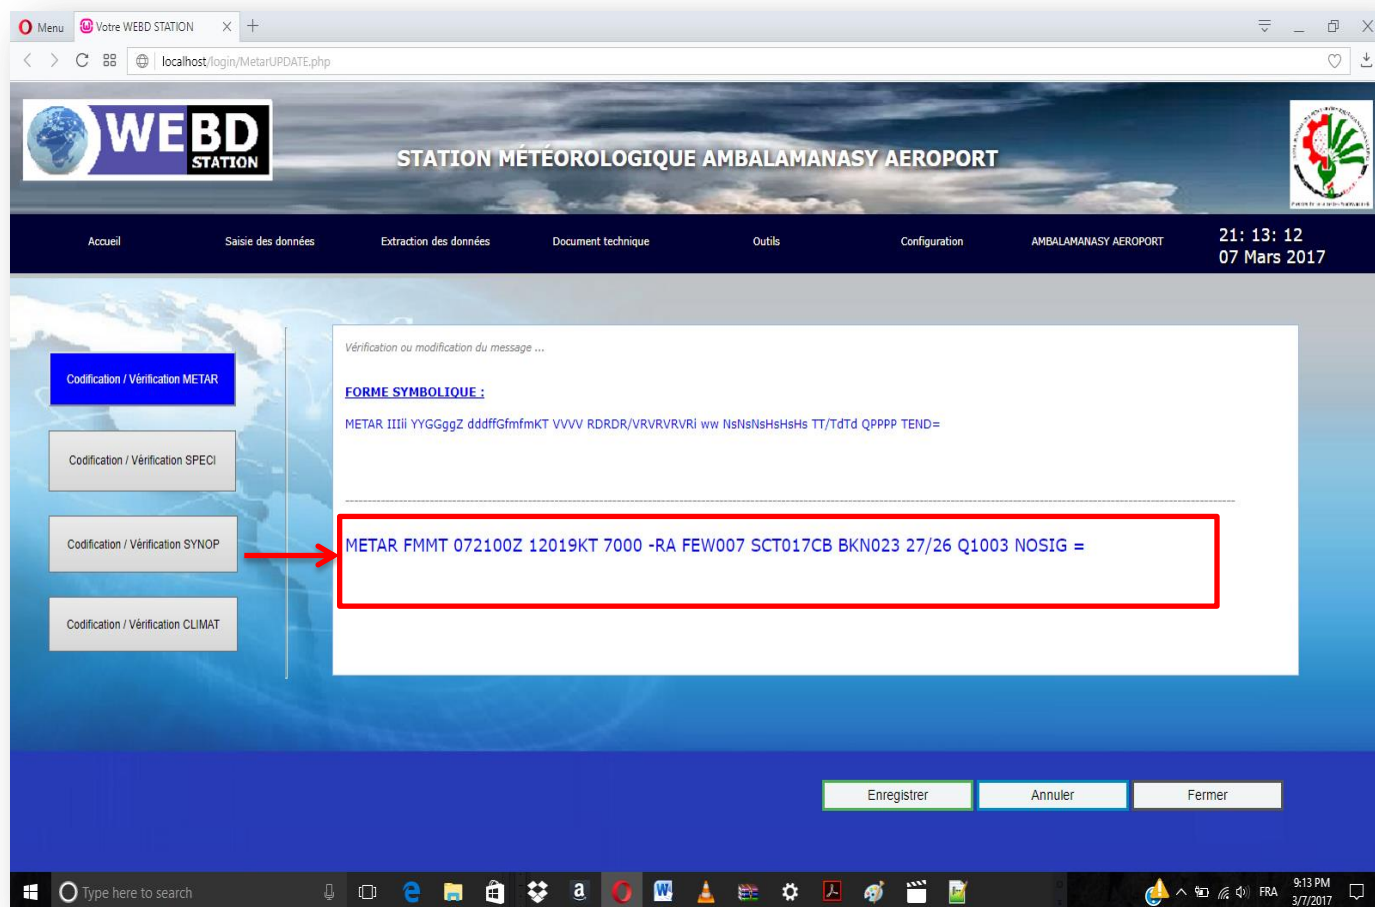 Menu
Votre WEBD STATION
localhost/login/MetarUPDATE.php
WEBD
STATION
STATION MÉTÉOROLOGIQUE AMBALAMANASY AEROPORT
Accueil
Saisie des données
Extraction des données
Document technique
Outils
Configuration
AMBALAMANASY AEROPORT
21: 13: 12
07 Mars 2017
Codification / Vérification METAR
Codification / Vérification SPECI
Codification / Vérification SYNOP
Codification / Vérification CLIMAT
Vérification ou modification du message ...
FORME SYMBOLIQUE :
METAR IIIii YYGGggZ dddffGfmfmKT VVVV RDRDR/VRVRVRVRi ww NsNsNsHsHsHs TT/TdTd QPPPP TEND=
METAR FMMT 072100Z 12019KT 7000 -RA FEW007 SCT017CB BKN023 27/26 Q1003 NOSIG =
Enregistrer
Annuler
Fermer
Type here to search
FRA
9:13 PM
3/7/2017